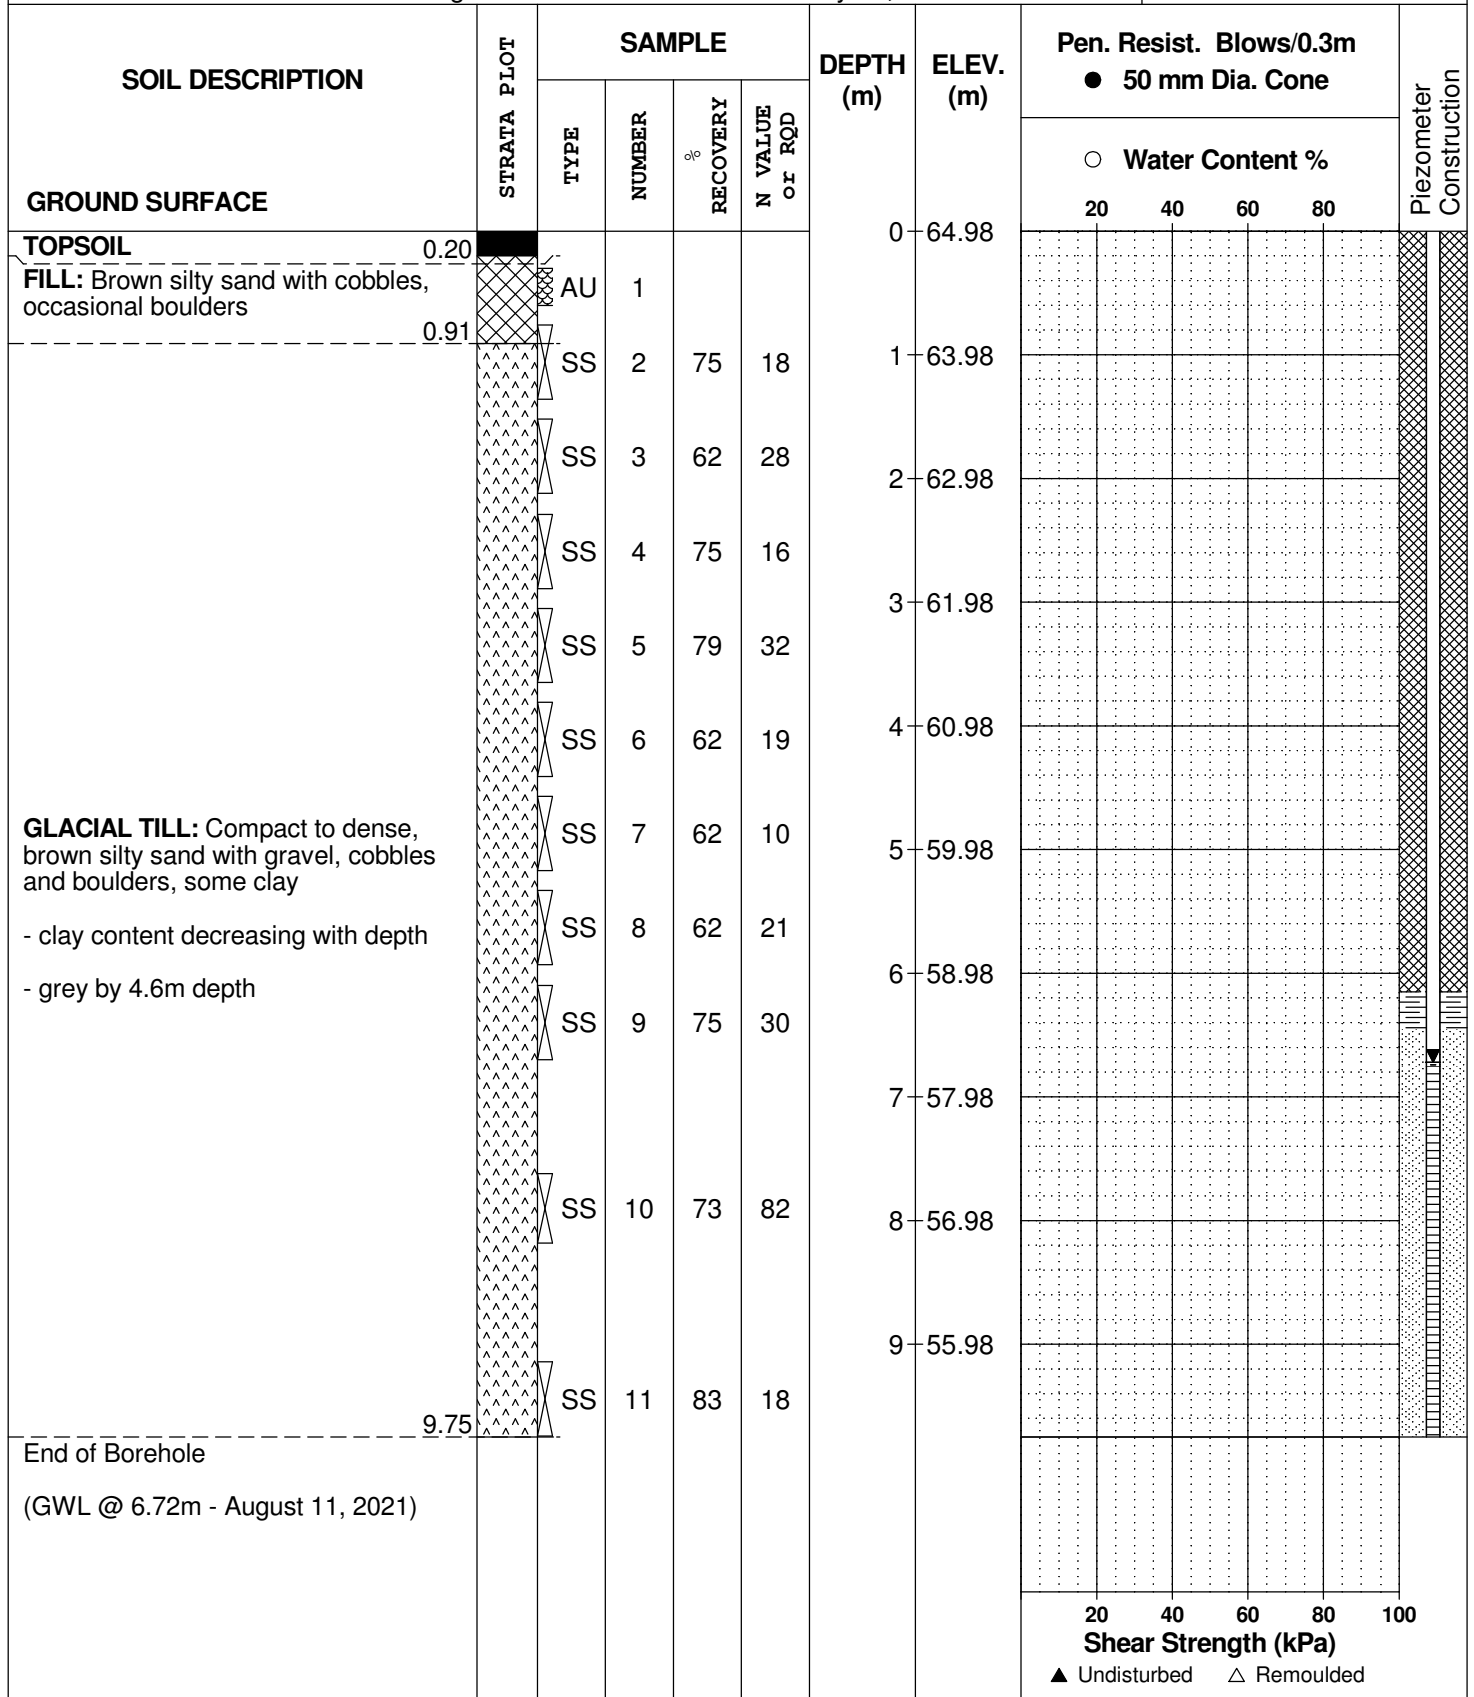 SOIL DESCRIPTION
GROUND SURFACE
STRATA PLOT
SAMPLE
TYPE
NUMBER
% RECOVERY
N VALUE or RQD
DEPTH (m)
ELEV. (m)
Pen. Resist. Blows/0.3m
● 50 mm Dia. Cone
○ Water Content %
20 40 60 80
Piezometer Construction
TOPSOIL 0.20
0 64.98
FILL: Brown silty sand with cobbles,
occasional boulders
0.91
AU 1
SS 2 75 18
1 63.98
SS 3 62 28
2 62.98
SS 4 75 16
3 61.98
SS 5 79 32
4 60.98
SS 6 62 19
GLACIAL TILL: Compact to dense,
brown silty sand with gravel, cobbles
and boulders, some clay
- clay content decreasing with depth
- grey by 4.6m depth
SS 7 62 10
5 59.98
SS 8 62 21
6 58.98
SS 9 75 30
7 57.98
SS 10 73 82
8 56.98
9 55.98
SS 11 83 18
9.75
End of Borehole
(GWL @ 6.72m - August 11, 2021)
20 40 60 80 100
Shear Strength (kPa)
▲ Undisturbed △ Remoulded